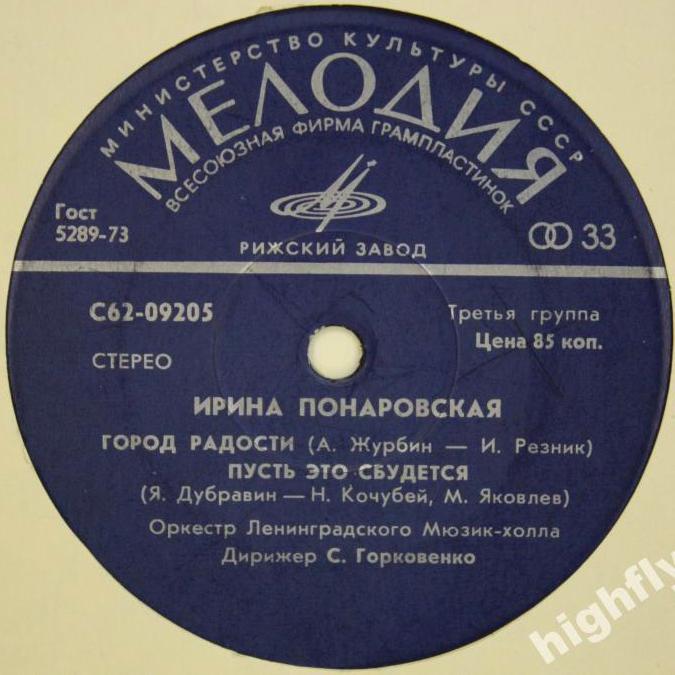 МИНИСТЕРСТВО КУЛЬТУРЫ СССР
МЕЛОДИЯ
ВСЕСОЮЗНАЯ ФИРМА ГРАМПЛАСТИНОК
Гост
5289-73
РИЖСКИЙ ЗАВОД
33
С62-09205
Третья группа
Цена 85 коп.
СТЕРЕО
ИРИНА ПОНАРОВСКАЯ
ГОРОД РАДОСТИ (А. Журбин — И. Резник)
ПУСТЬ ЭТО СБУДЕТСЯ
(Я. Дубравин — Н. Кочубей, М. Яковлев)
Оркестр Ленинградского Мюзик-холла
Дирижер С. Горковенко
highfly